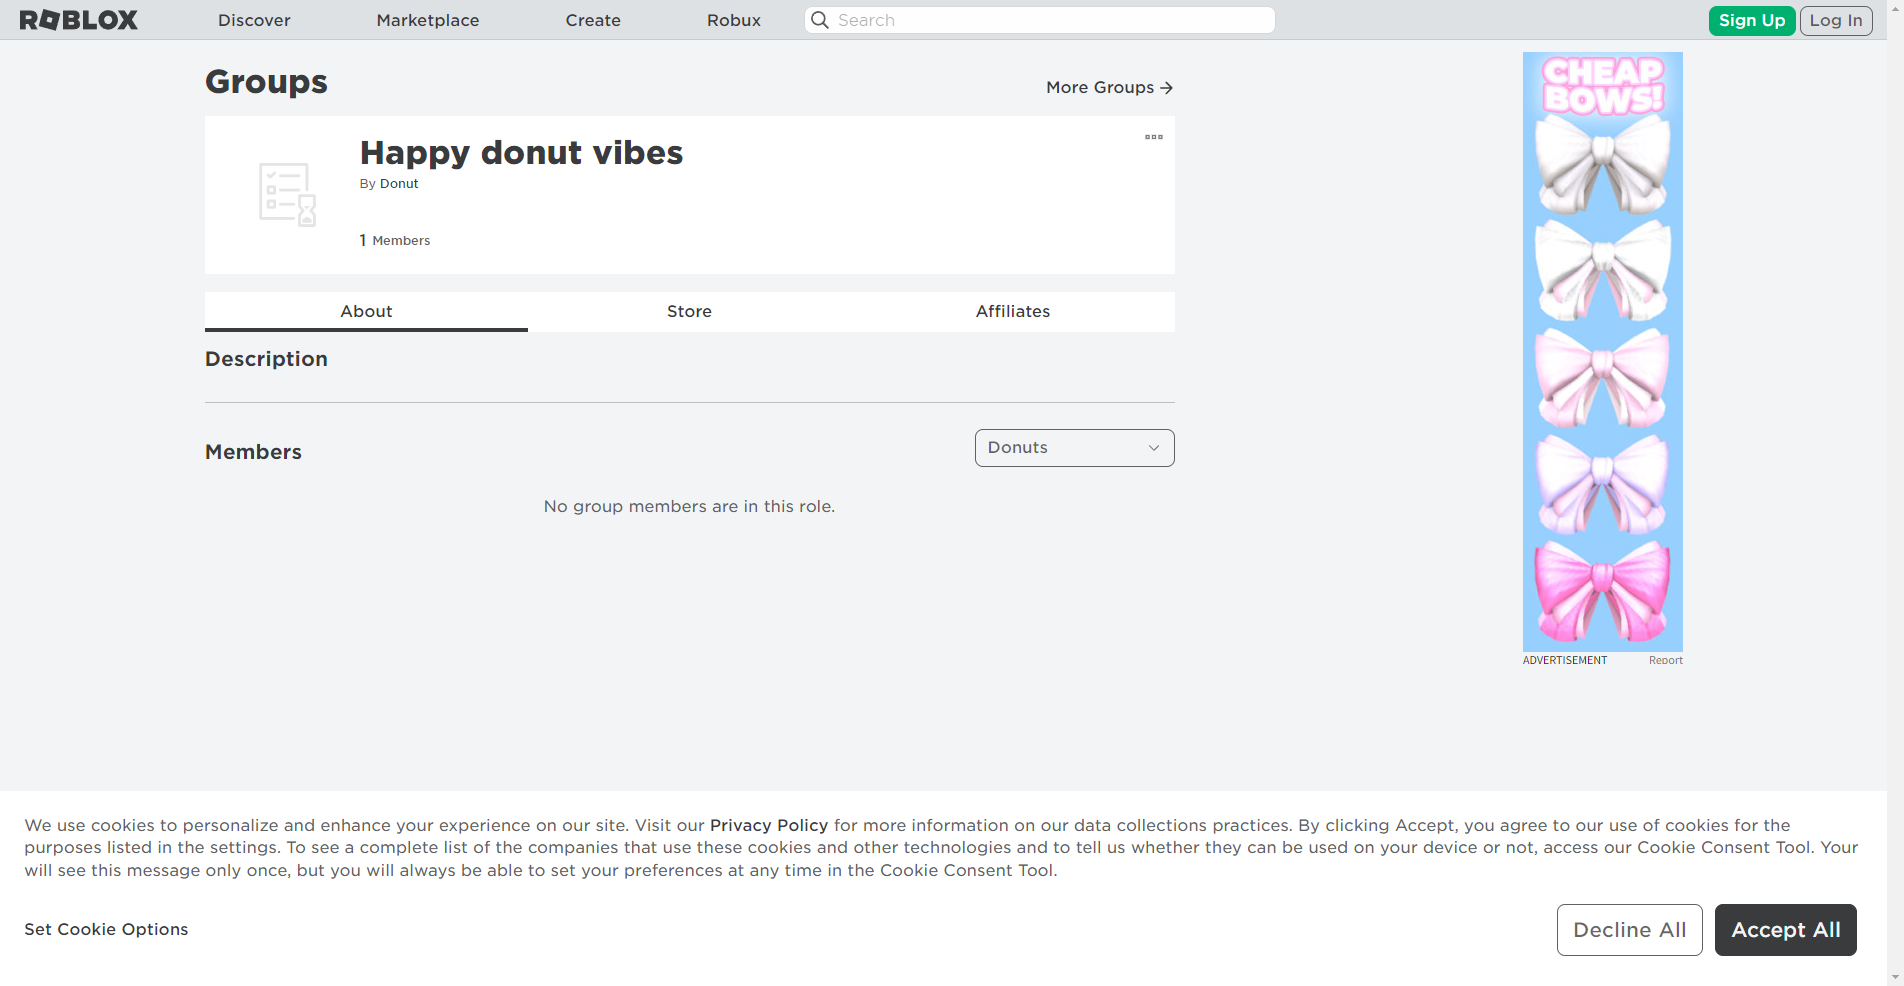 ROBLOX
Discover
Marketplace
Create
Robux
Search
Sign Up
Log In
Groups
More Groups
Happy donut vibes
By Donut
1 Members
About
Store
Affiliates
Description
Members
Donuts
No group members are in this role.
CHEAP
BOWS!
ADVERTISEMENT
Report
We use cookies to personalize and enhance your experience on our site. Visit our Privacy Policy for more information on our data collections practices. By clicking Accept, you agree to our use of cookies for the
purposes listed in the settings. To see a complete list of the companies that use these cookies and other technologies and to tell us whether they can be used on your device or not, access our Cookie Consent Tool. Your
will see this message only once, but you will always be able to set your preferences at any time in the Cookie Consent Tool.
Set Cookie Options
Decline All
Accept All